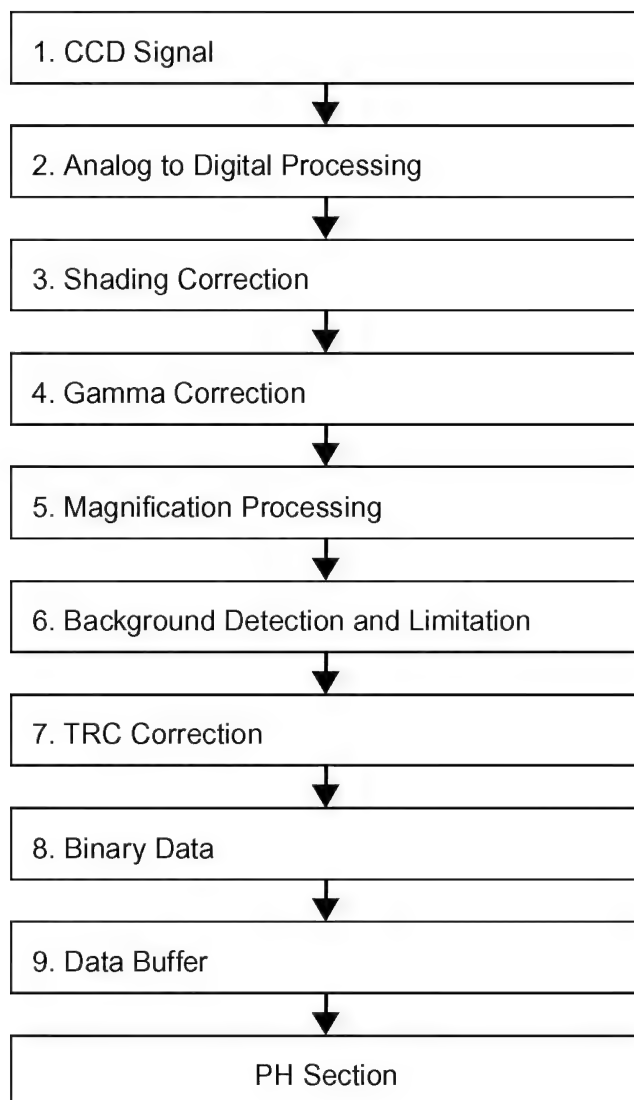 1. CCD Signal
2. Analog to Digital Processing
3. Shading Correction
4. Gamma Correction
5. Magnification Processing
6. Background Detection and Limitation
7. TRC Correction
8. Binary Data
9. Data Buffer
PH Section